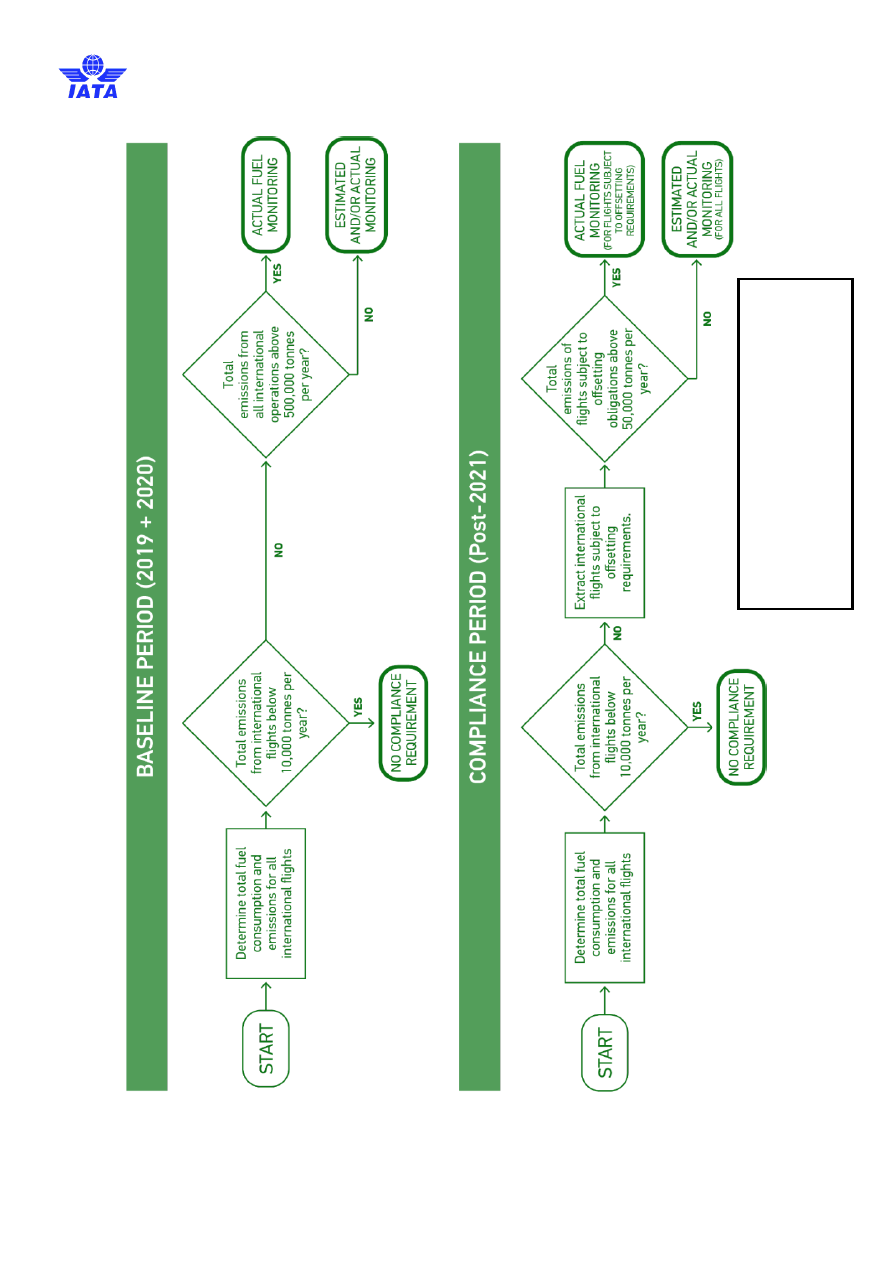 IATA
BASELINE PERIOD (2019 + 2020)
START
Determine total fuel
consumption and
emissions for all
international flights
Total emissions
from international
flights below
10,000 tonnes per
year?
YES
NO COMPLIANCE
REQUIREMENT
NO
Total
emissions from
all international
operations above
500,000 tonnes
per year?
YES
ACTUAL FUEL
MONITORING
NO
ESTIMATED
AND/OR ACTUAL
MONITORING
COMPLIANCE PERIOD (Post-2021)
START
Determine total fuel
consumption and
emissions for all
international flights
Total emissions
from international
flights below
10,000 tonnes per
year?
YES
NO COMPLIANCE
REQUIREMENT
NO
Extract international
flights subject to
offsetting
requirements.
Total
emissions of
flights subject to
offsetting
obligations above
50,000 tonnes per
year?
YES
ACTUAL FUEL
MONITORING
(FOR FLIGHTS SUBJECT
TO OFFSETTING
REQUIREMENTS)
NO
ESTIMATED
AND/OR ACTUAL
MONITORING
(FOR ALL FLIGHTS)